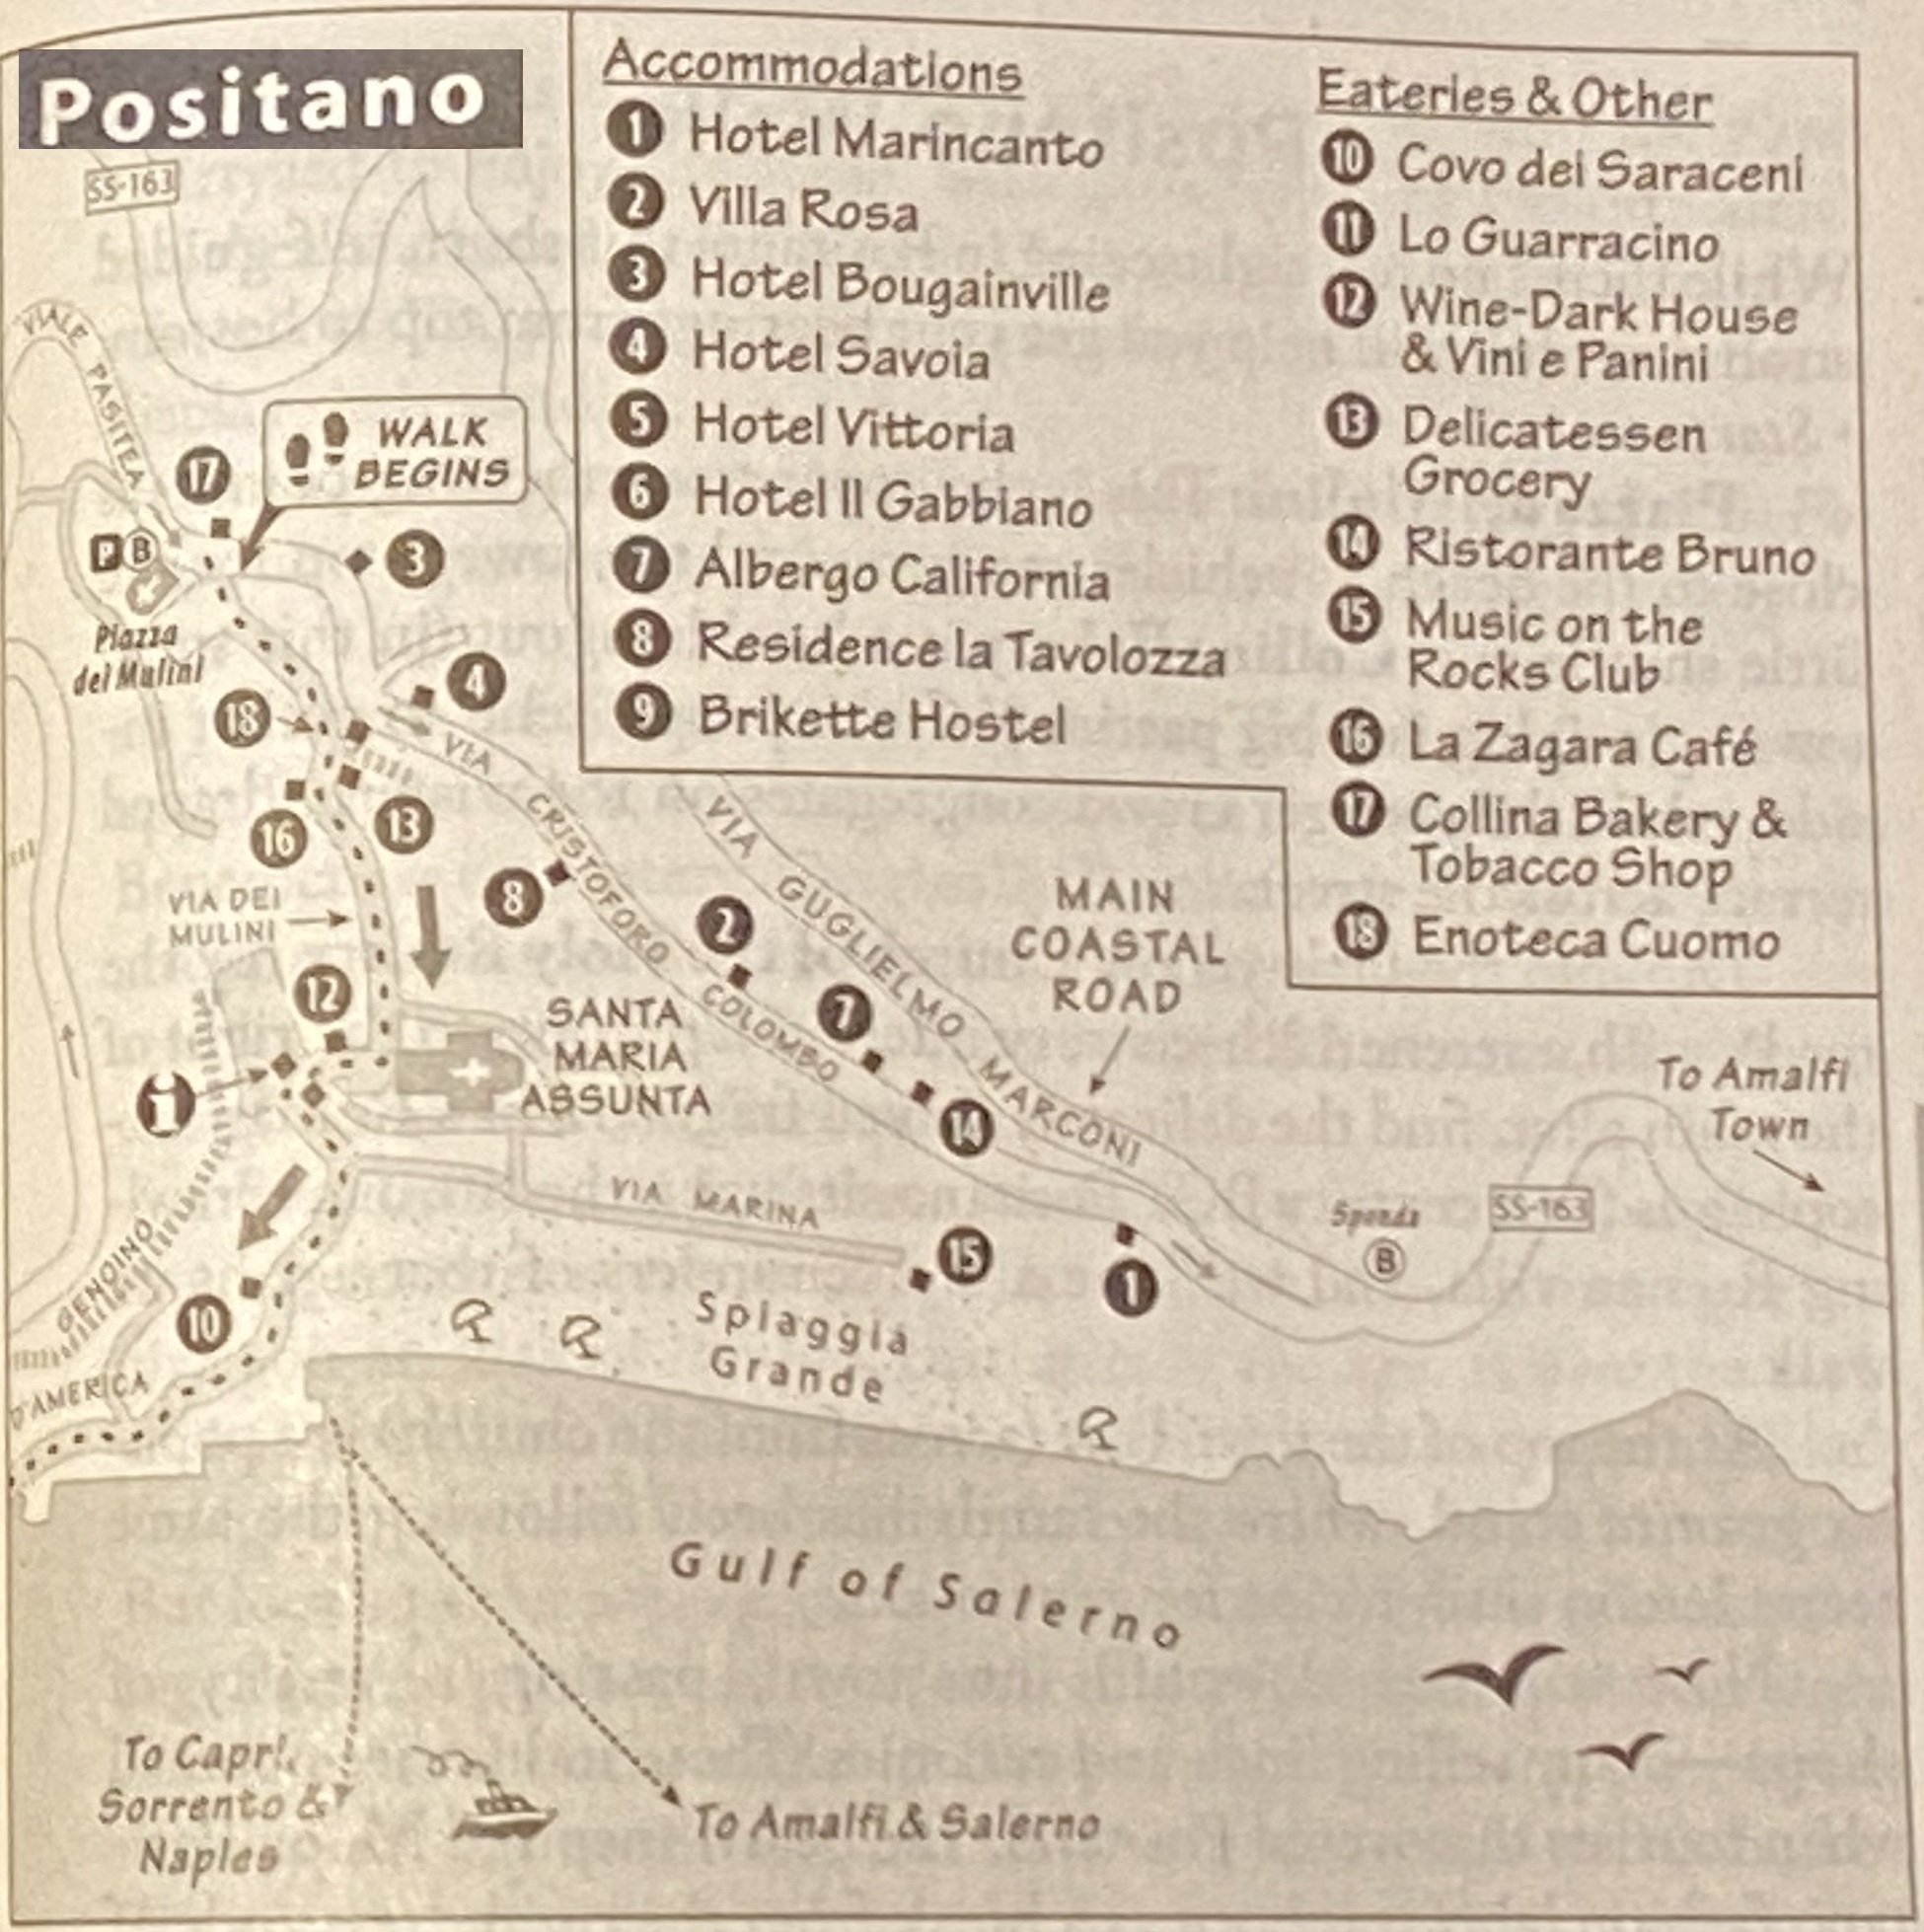 Positano
SS-163
Accommodations
1 Hotel Marincanto
2 Villa Rosa
3 Hotel Bougainville
4 Hotel Savoia
5 Hotel Vittoria
6 Hotel Il Gabbiano
7 Albergo California
8 Residence la Tavolozza
9 Brikette Hostel
Eateries & Other
10 Covo dei Saraceni
11 Lo Guarracino
12 Wine-Dark House
& Vini e Panini
13 Delicatessen
Grocery
14 Ristorante Bruno
15 Music on the
Rocks Club
16 La Zagara Café
17 Collina Bakery &
Tobacco Shop
18 Enoteca Cuomo
VIALE PASITEA
WALK
BEGINS
17
P B
3
Piazza
dei Mulini
4
18
16
13
VIA CRISTOFORO COLOMBO
VIA GUGLIELMO MARCONI
8
2
7
14
MAIN
COASTAL
ROAD
VIA DEI
MULINI
12
SANTA
MARIA
ASSUNTA
i
To Amalfi
Town
SS-163
Sponda
B
VIA MARINA
15
1
GENOINO
10
D'AMERICA
Spiaggia
Grande
Gulf of Salerno
To Capri,
Sorrento &
Naples
To Amalfi & Salerno